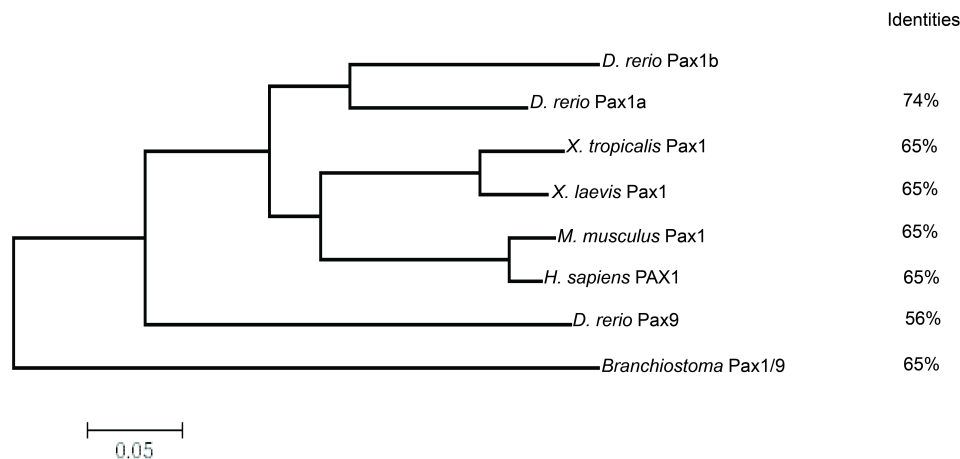 Identities
D. rerio Pax1b
D. rerio Pax1a 74%
X. tropicalis Pax1 65%
X. laevis Pax1 65%
M. musculus Pax1 65%
H. sapiens PAX1 65%
D. rerio Pax9 56%
Branchiostoma Pax1/9 65%
0.05